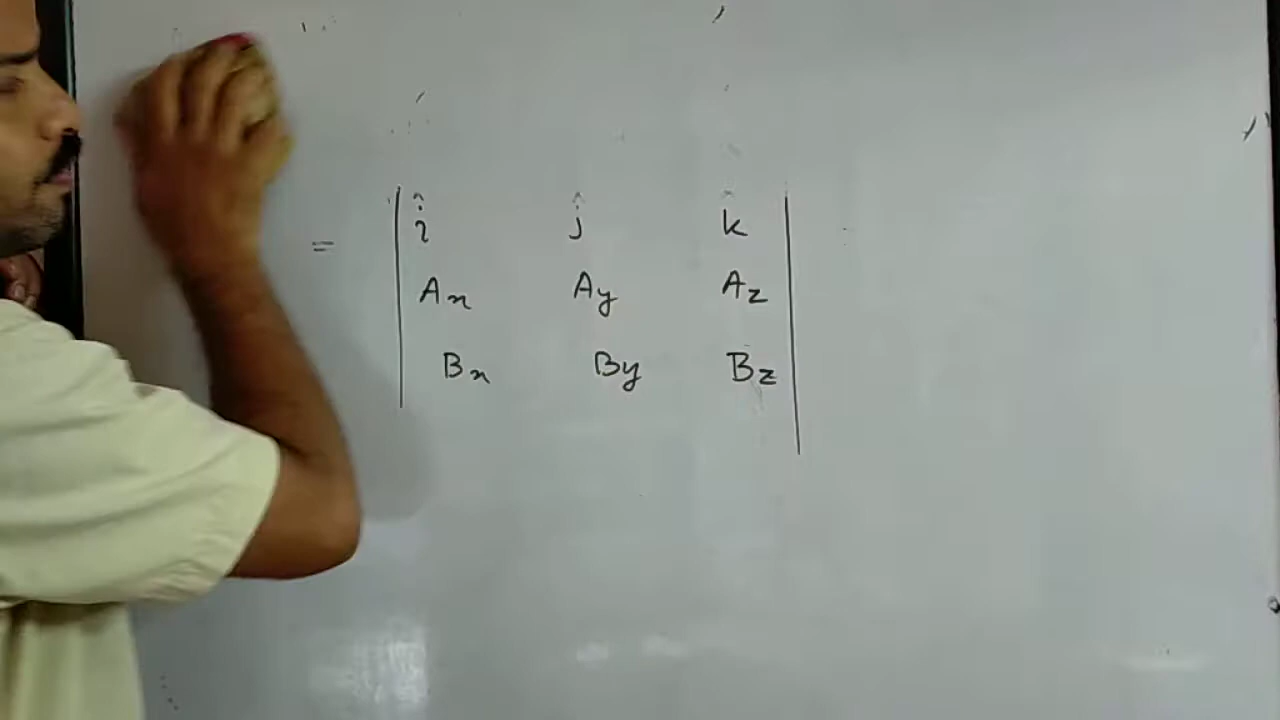 = | î ĵ k̂ |
| Ax Ay Az |
| Bx By Bz |